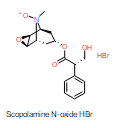 ⁻O
N⁺
O
O
O
OH
HBr
Scopolamine N-oxide HBr